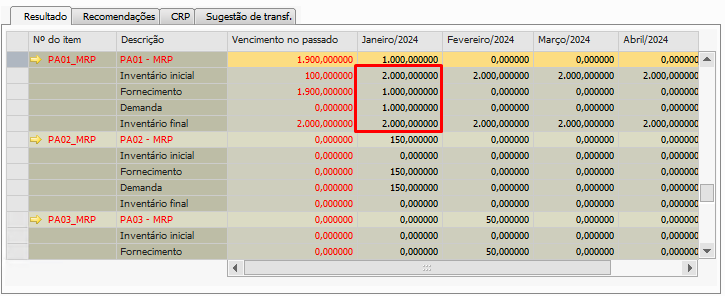 Resultado Recomendações CRP Sugestão de transf.
Nº do item Descrição Vencimento no passado Janeiro/2024 Fevereiro/2024 Março/2024 Abril/2024
PA01_MRP PA01 - MRP 1.900,000000 1.000,000000 0,000000 0,000000 0,000000
Inventário inicial 100,000000 2.000,000000 2.000,000000 2.000,000000 2.000,000000
Fornecimento 1.900,000000 1.000,000000 0,000000 0,000000 0,000000
Demanda 0,000000 1.000,000000 0,000000 0,000000 0,000000
Inventário final 2.000,000000 2.000,000000 2.000,000000 2.000,000000 2.000,000000
PA02_MRP PA02 - MRP 0,000000 150,000000 0,000000 0,000000 0,000000
Inventário inicial 0,000000 0,000000 0,000000 0,000000 0,000000
Fornecimento 0,000000 150,000000 0,000000 0,000000 0,000000
Demanda 0,000000 150,000000 0,000000 0,000000 0,000000
Inventário final 0,000000 0,000000 0,000000 0,000000 0,000000
PA03_MRP PA03 - MRP 0,000000 0,000000 50,000000 0,000000 0,000000
Inventário inicial 0,000000 0,000000 0,000000 0,000000 0,000000
Fornecimento 0,000000 0,000000 50,000000 0,000000 0,000000